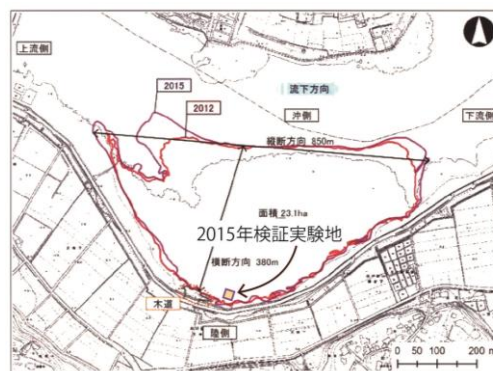 上流側
2015
2012
流下方向
沖側
下流側
縦断方向 850m
面積 23.1ha
2015年検証実験地
横断方向 380m
木道
陸側
0 50 100 200 m